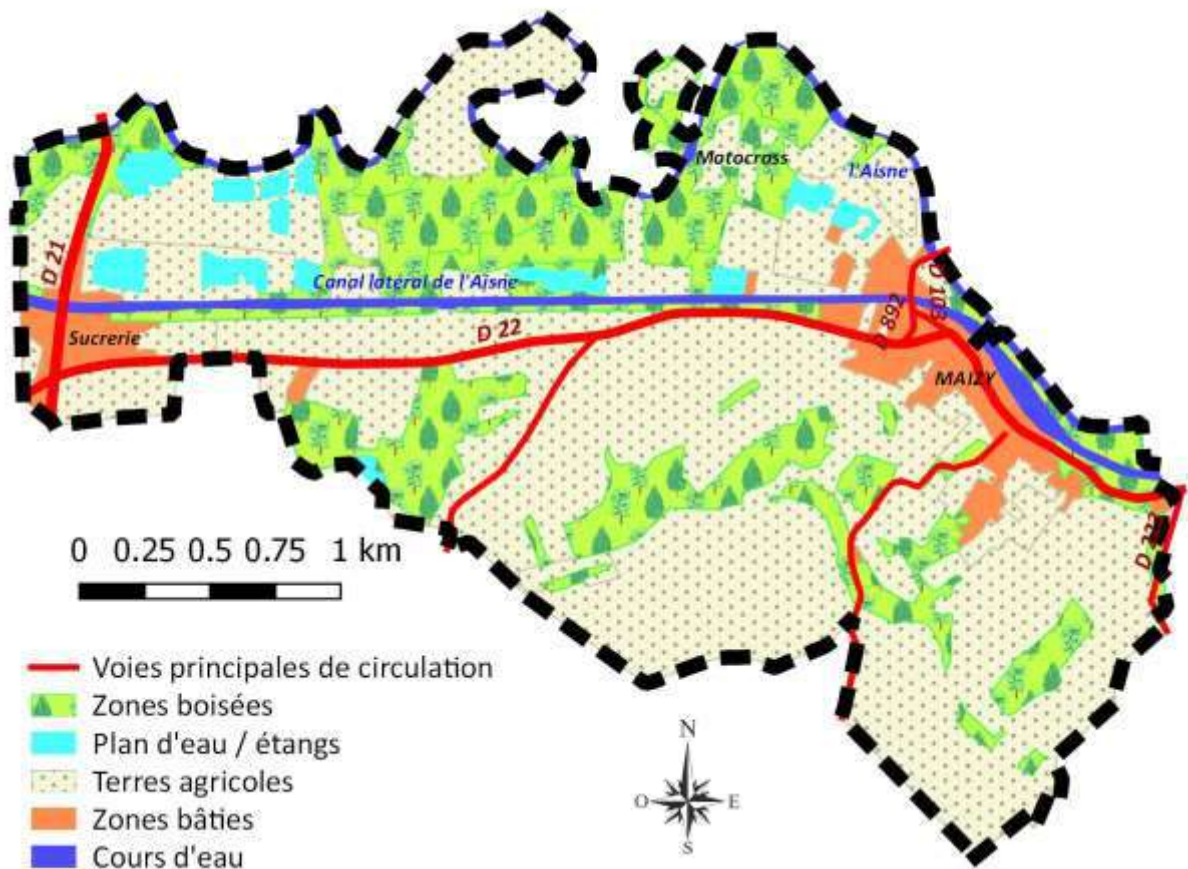 Motocross
l'Aisne
D 21
Canal latéral de l'Aisne
D 103
D 892
D 22
Sucrerie
MAIZY
D 22
0 0.25 0.5 0.75 1 km
Voies principales de circulation
Zones boisées
Plan d'eau / étangs
Terres agricoles
Zones bâties
Cours d'eau
N
O E
S